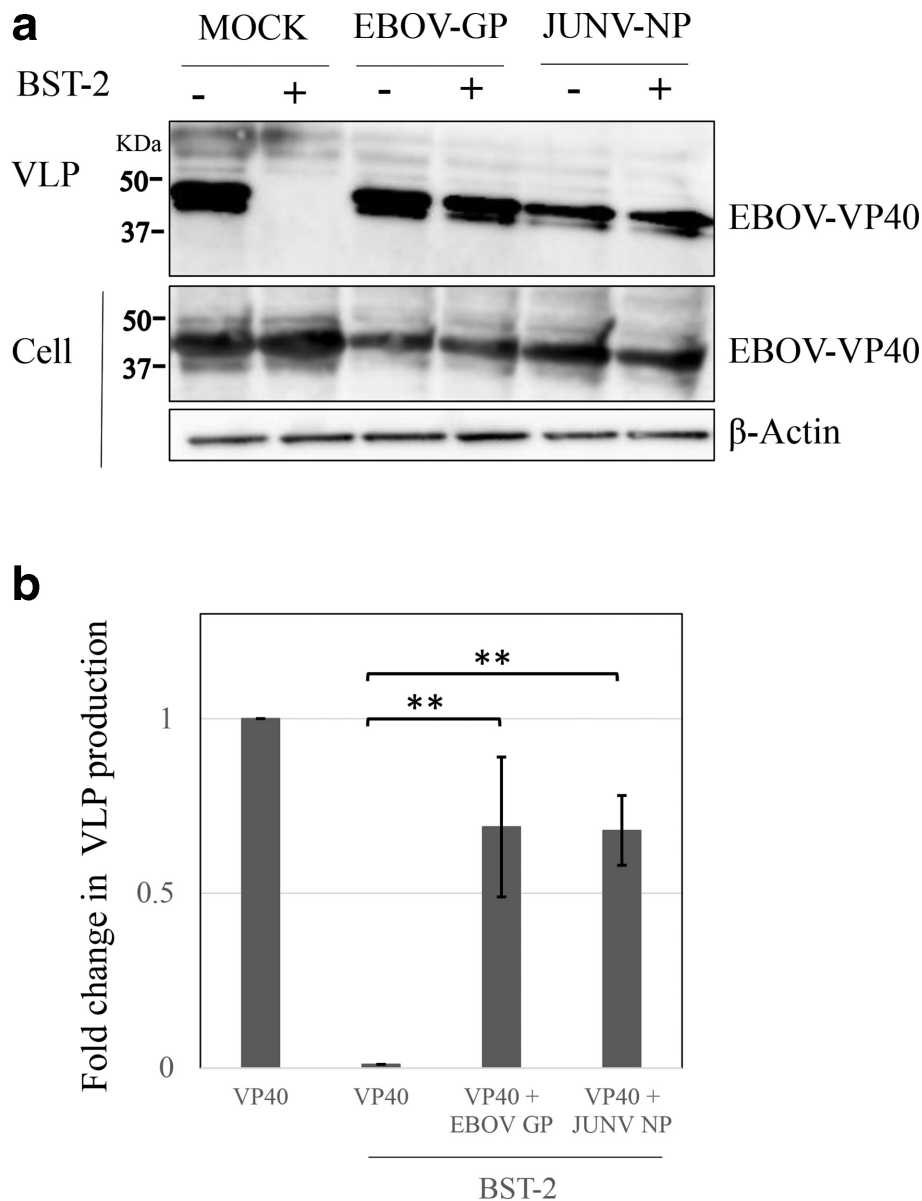 a
MOCK EBOV-GP JUNV-NP
BST-2 - + - + - +
KDa
VLP
50
37
EBOV-VP40
Cell
50
37
EBOV-VP40
β-Actin
b
Fold change in VLP production
**
**
1
0.5
0
VP40 VP40 VP40 + VP40 +
EBOV GP JUNV NP
BST-2